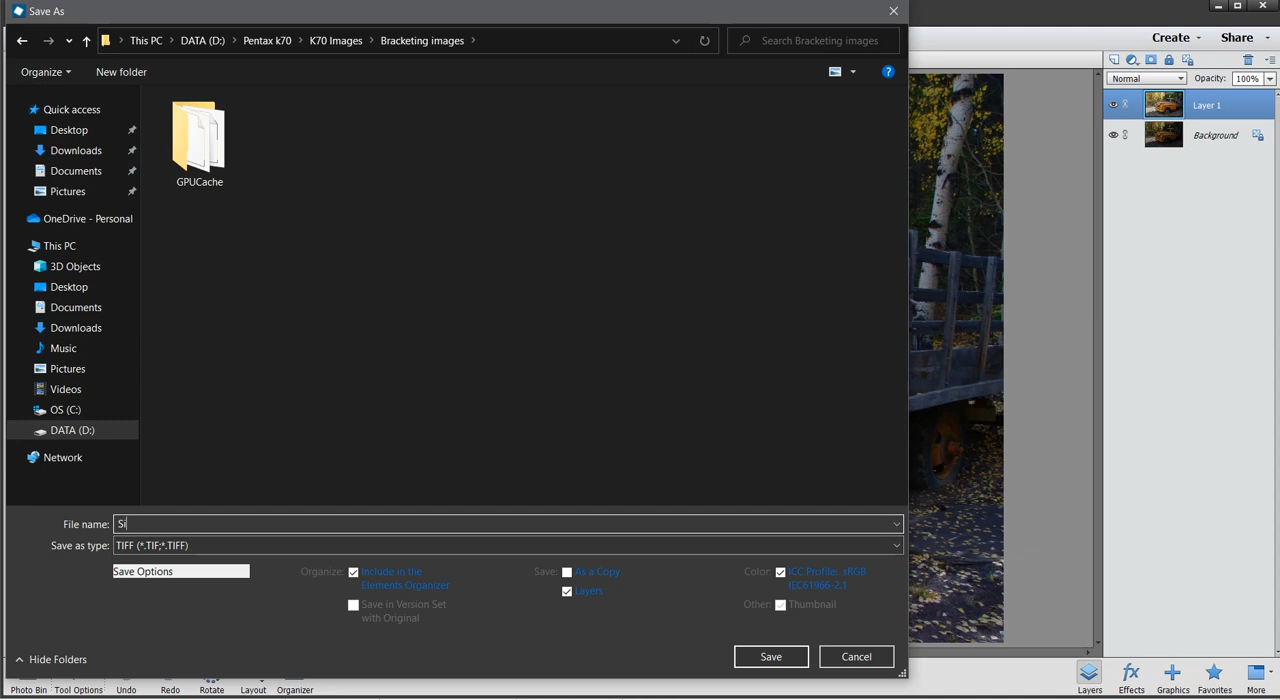 Save As
This PC > DATA (D:) > Pentax k70 > K70 Images > Bracketing images >
Search Bracketing images
Create
Share
Organize
New folder
Normal
Opacity: 100%
Quick access
Desktop
Downloads
Documents
Pictures
OneDrive - Personal
This PC
3D Objects
Desktop
Documents
Downloads
Music
Pictures
Videos
OS (C:)
DATA (D:)
Network
GPUCache
Layer 1
Background
File name: Si
Save as type: TIFF (*.TIF;*.TIFF)
Save Options
Organize: Include in the
Elements Organizer
Save in Version Set
with Original
Save: As a Copy
Layers
Color: ICC Profile: sRGB
IEC61966-2.1
Other: Thumbnail
Hide Folders
Save
Cancel
Photo Bin
Tool Options
Undo
Redo
Rotate
Layout
Organizer
Layers
Effects
Graphics
Favorites
More